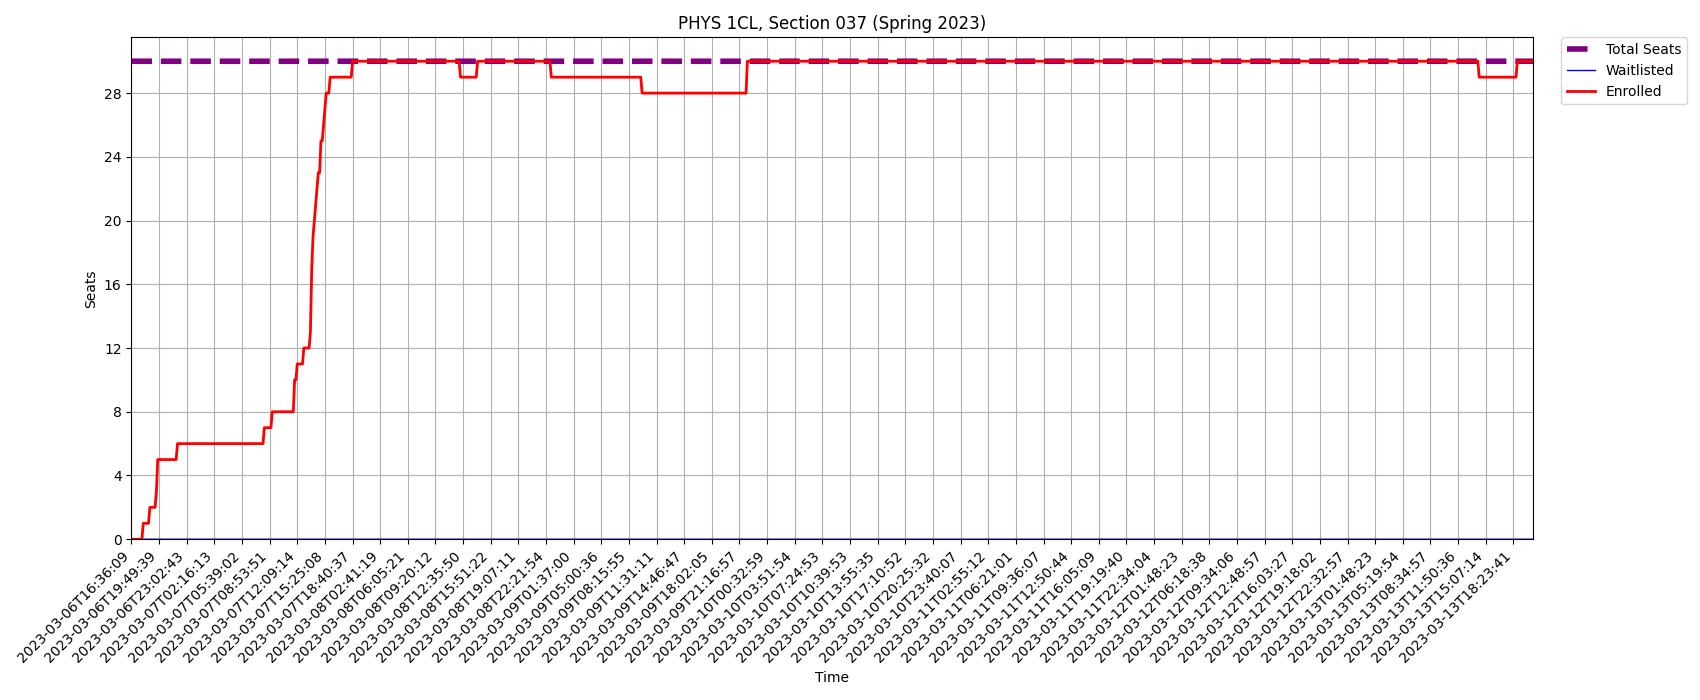 PHYS 1CL, Section 037 (Spring 2023)
Total Seats
Waitlisted
Enrolled
28
24
20
16
12
8
4
0
Seats
2023-03-06T16:36:09
2023-03-06T19:49:39
2023-03-06T23:02:43
2023-03-07T02:16:13
2023-03-07T05:39:02
2023-03-07T08:53:51
2023-03-07T12:09:14
2023-03-07T15:25:08
2023-03-07T18:40:37
2023-03-08T02:41:19
2023-03-08T06:05:21
2023-03-08T09:20:12
2023-03-08T12:35:50
2023-03-08T15:51:22
2023-03-08T19:07:11
2023-03-08T22:21:54
2023-03-09T01:37:00
2023-03-09T05:00:36
2023-03-09T08:15:55
2023-03-09T11:31:11
2023-03-09T14:46:47
2023-03-09T18:02:05
2023-03-09T21:16:57
2023-03-10T00:32:59
2023-03-10T03:51:54
2023-03-10T07:24:53
2023-03-10T10:39:53
2023-03-10T13:55:35
2023-03-10T17:10:52
2023-03-10T20:25:32
2023-03-10T23:40:07
2023-03-11T02:55:12
2023-03-11T06:21:01
2023-03-11T09:36:07
2023-03-11T12:50:44
2023-03-11T16:05:09
2023-03-11T19:19:40
2023-03-11T22:34:04
2023-03-12T01:48:23
2023-03-12T06:18:38
2023-03-12T09:34:06
2023-03-12T12:48:57
2023-03-12T16:03:27
2023-03-12T19:18:02
2023-03-12T22:32:57
2023-03-13T01:48:23
2023-03-13T05:19:54
2023-03-13T08:34:57
2023-03-13T11:50:36
2023-03-13T15:07:14
2023-03-13T18:23:41
Time